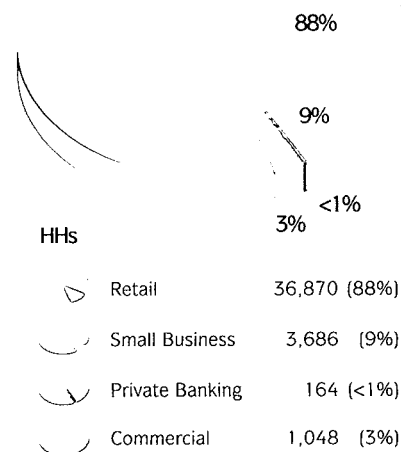 88%
9%
<1%
3%
HHs
Retail 36,870 (88%)
Small Business 3,686 (9%)
Private Banking 164 (<1%)
Commercial 1,048 (3%)